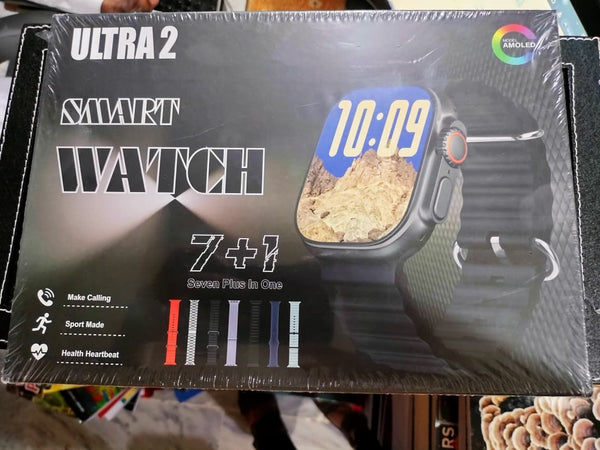 ULTRA 2
MODEL
AMOLED
SMART
WATCH
10:09
7+1
Seven Plus In One
Make Calling
Sport Made
Health Heartbeat
RS